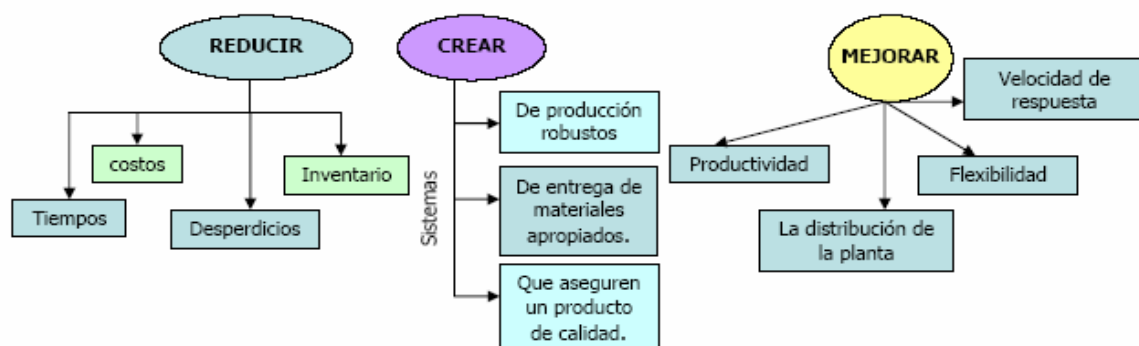 REDUCIR
costos
Inventario
Tiempos
Desperdicios
CREAR
Sistemas
De producción
robustos
De entrega de
materiales
apropiados.
Que aseguren
un producto
de calidad.
MEJORAR
Velocidad de
respuesta
Productividad
Flexibilidad
La distribución de
la planta